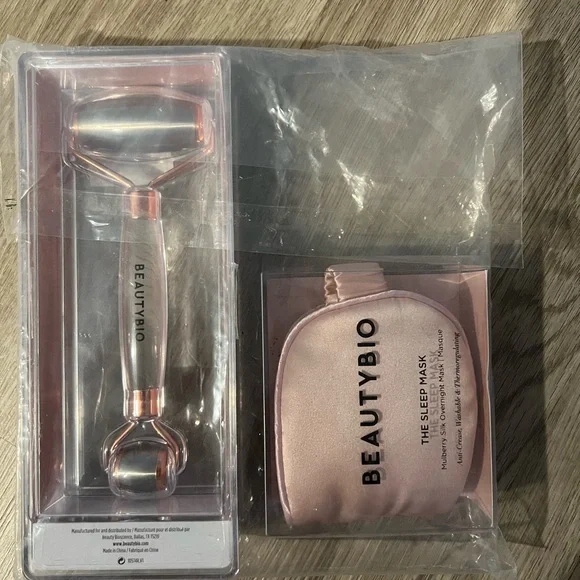 BEAUTYBIO
Manufactured for and distributed by / Manufacturé pour et distribué par
Beauty Bioscience, Dallas, TX 75219
www.beautybio.com
Made in China / Fabriqué en Chine
BEAUTYBIO
THE SLEEP MASK
Mulberry Silk Overnight Mask | Masque
Anti-Crease, Washable & Thermoregulating